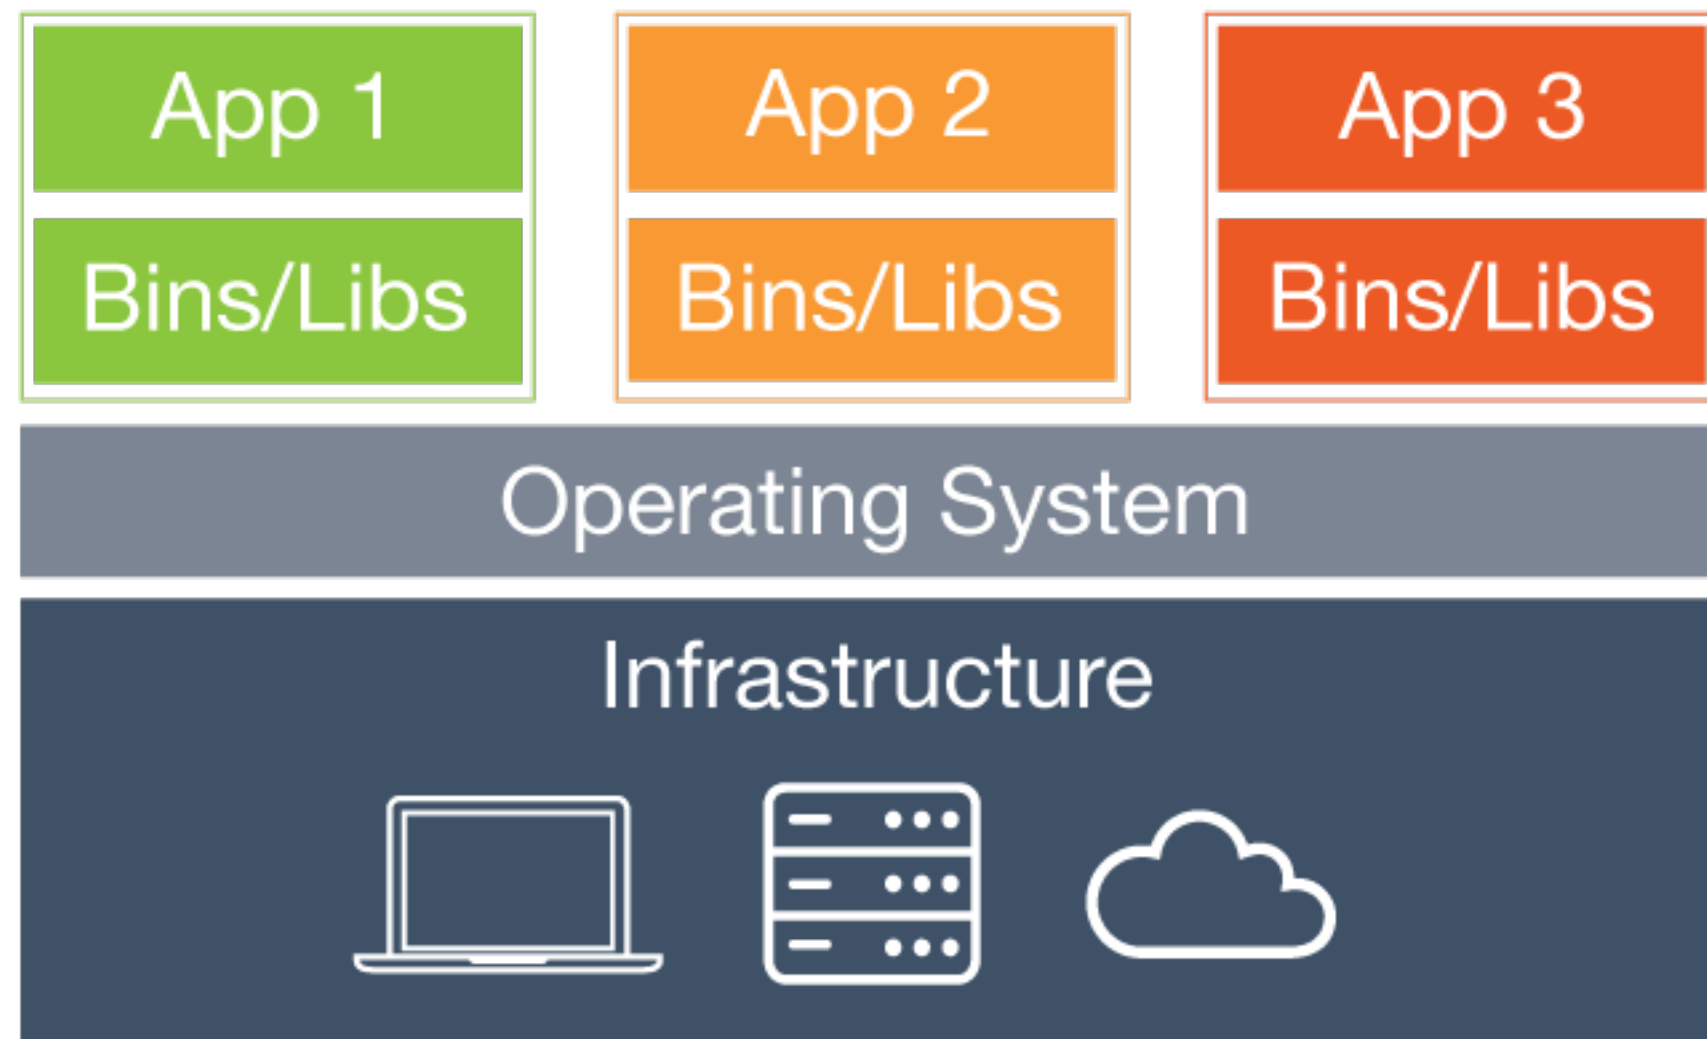 App 1
App 2
App 3
Bins/Libs
Bins/Libs
Bins/Libs
Operating System
Infrastructure